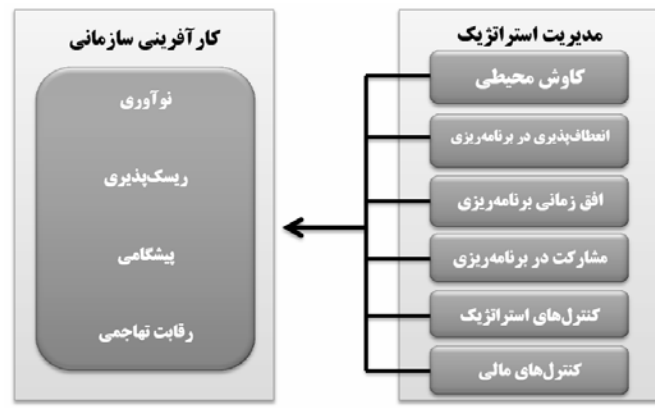 مدیریت استراتژیک
کاوش محیطی
انعطاف‌پذیری در برنامه‌ریزی
افق زمانی برنامه‌ریزی
مشارکت در برنامه‌ریزی
کنترل‌های استراتژیک
کنترل‌های مالی
کارآفرینی سازمانی
نوآوری
ریسک‌پذیری
پیشگامی
رقابت تهاجمی